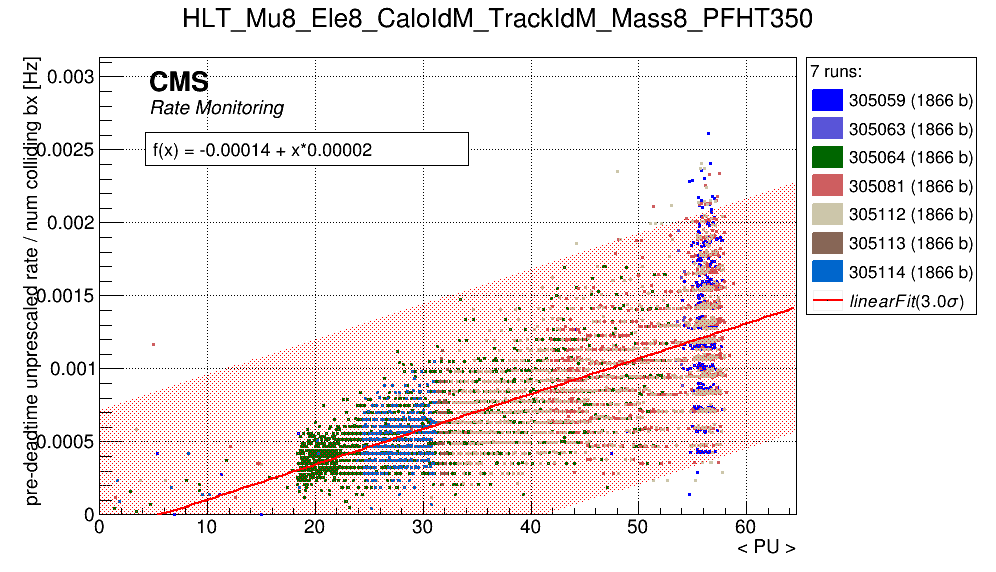 HLT_Mu8_Ele8_CaloIdM_TrackIdM_Mass8_PFHT350
pre-deadtime unprescaled rate / num colliding bx [Hz]
0.003
0.0025
0.002
0.0015
0.001
0.0005
0
CMS
Rate Monitoring
f(x) = -0.00014 + x*0.00002
0 10 20 30 40 50 60
< PU >
7 runs:
305059 (1866 b)
305063 (1866 b)
305064 (1866 b)
305081 (1866 b)
305112 (1866 b)
305113 (1866 b)
305114 (1866 b)
linearFit(3.0σ)